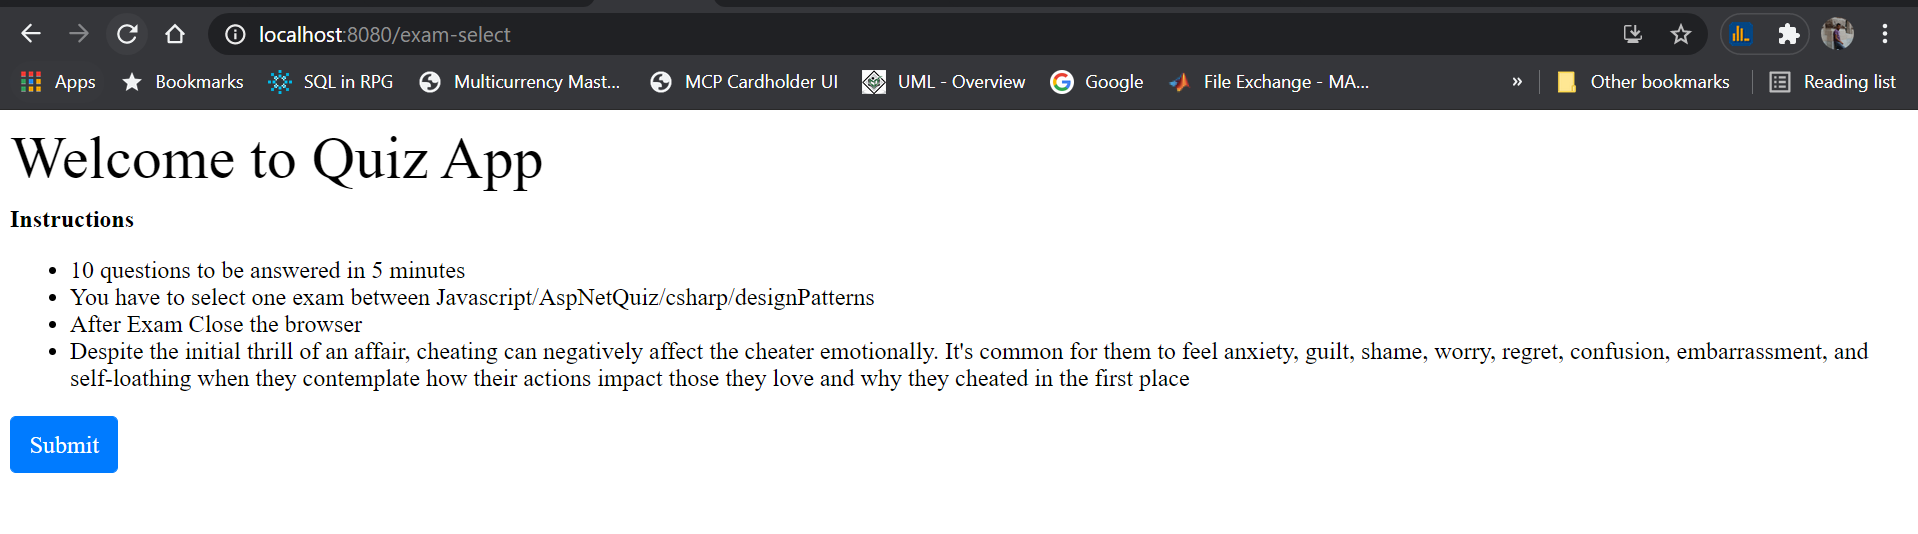 localhost:8080/exam-select
Apps Bookmarks SQL in RPG Multicurrency Mast... MCP Cardholder UI UML - Overview Google File Exchange - MA... » Other bookmarks Reading list
Welcome to Quiz App
Instructions
• 10 questions to be answered in 5 minutes
• You have to select one exam between Javascript/AspNetQuiz/csharp/designPatterns
• After Exam Close the browser
• Despite the initial thrill of an affair, cheating can negatively affect the cheater emotionally. It's common for them to feel anxiety, guilt, shame, worry, regret, confusion, embarrassment, and
self-loathing when they contemplate how their actions impact those they love and why they cheated in the first place
Submit